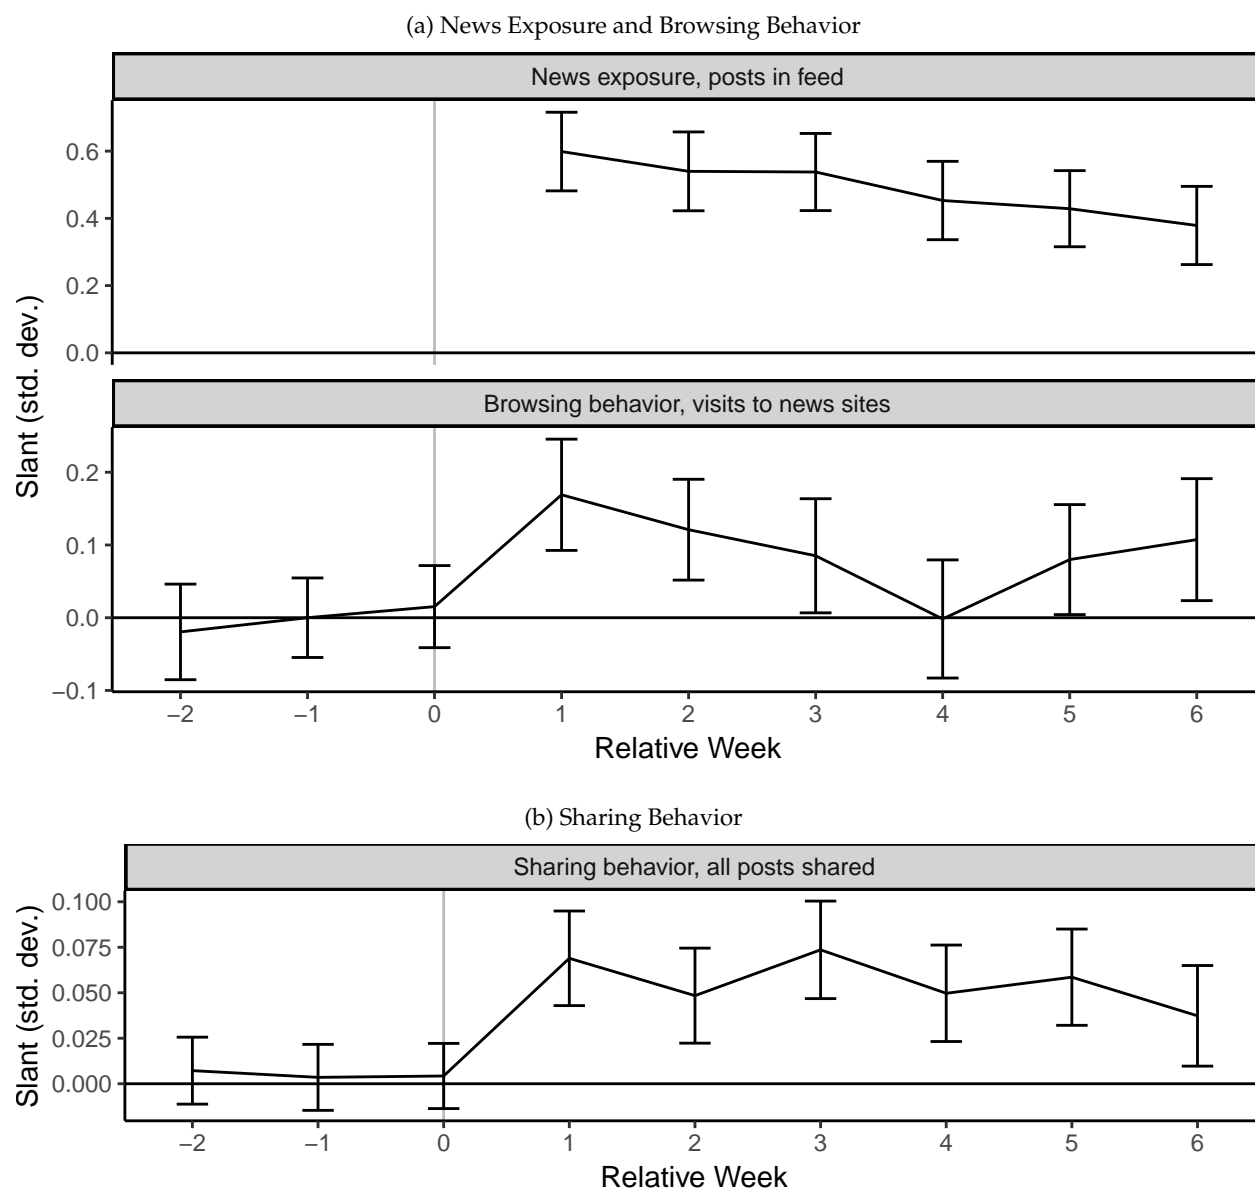 (a) News Exposure and Browsing Behavior
News exposure, posts in feed
0.6
0.4
0.2
0.0
Slant (std. dev.)
Browsing behavior, visits to news sites
0.2
0.1
0.0
−0.1
−2 −1 0 1 2 3 4 5 6
Relative Week
(b) Sharing Behavior
Sharing behavior, all posts shared
Slant (std. dev.)
0.100
0.075
0.050
0.025
0.000
−2 −1 0 1 2 3 4 5 6
Relative Week